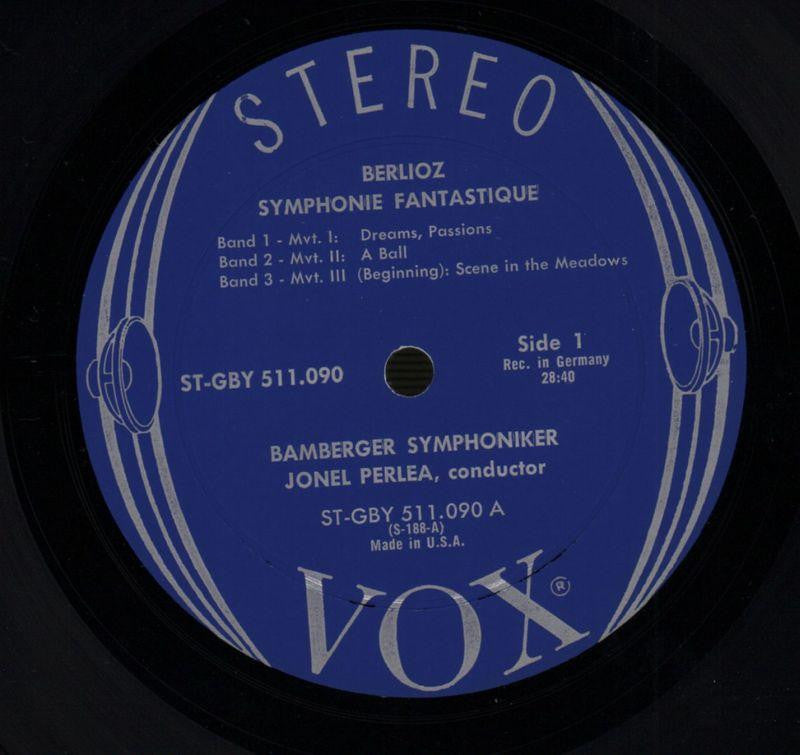 STEREO
BERLIOZ
SYMPHONIE FANTASTIQUE
Band 1 - Mvt. I: Dreams, Passions
Band 2 - Mvt. II: A Ball
Band 3 - Mvt. III (Beginning): Scene in the Meadows
Side 1
Rec. in Germany
28:40
ST-GBY 511.090
BAMBERGER SYMPHONIKER
JONEL PERLEA, conductor
ST-GBY 511.090 A
(S-188-A)
Made in U.S.A.
VOX ®